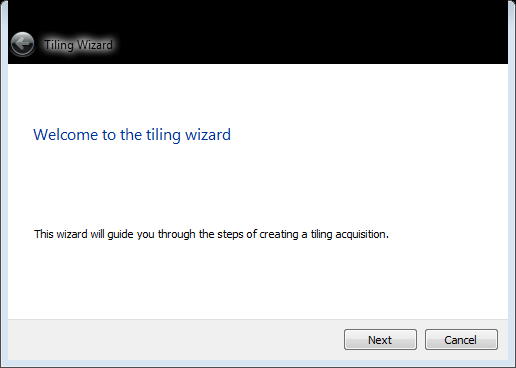 Tiling Wizard
Welcome to the tiling wizard
This wizard will guide you through the steps of creating a tiling acquisition.
Next Cancel